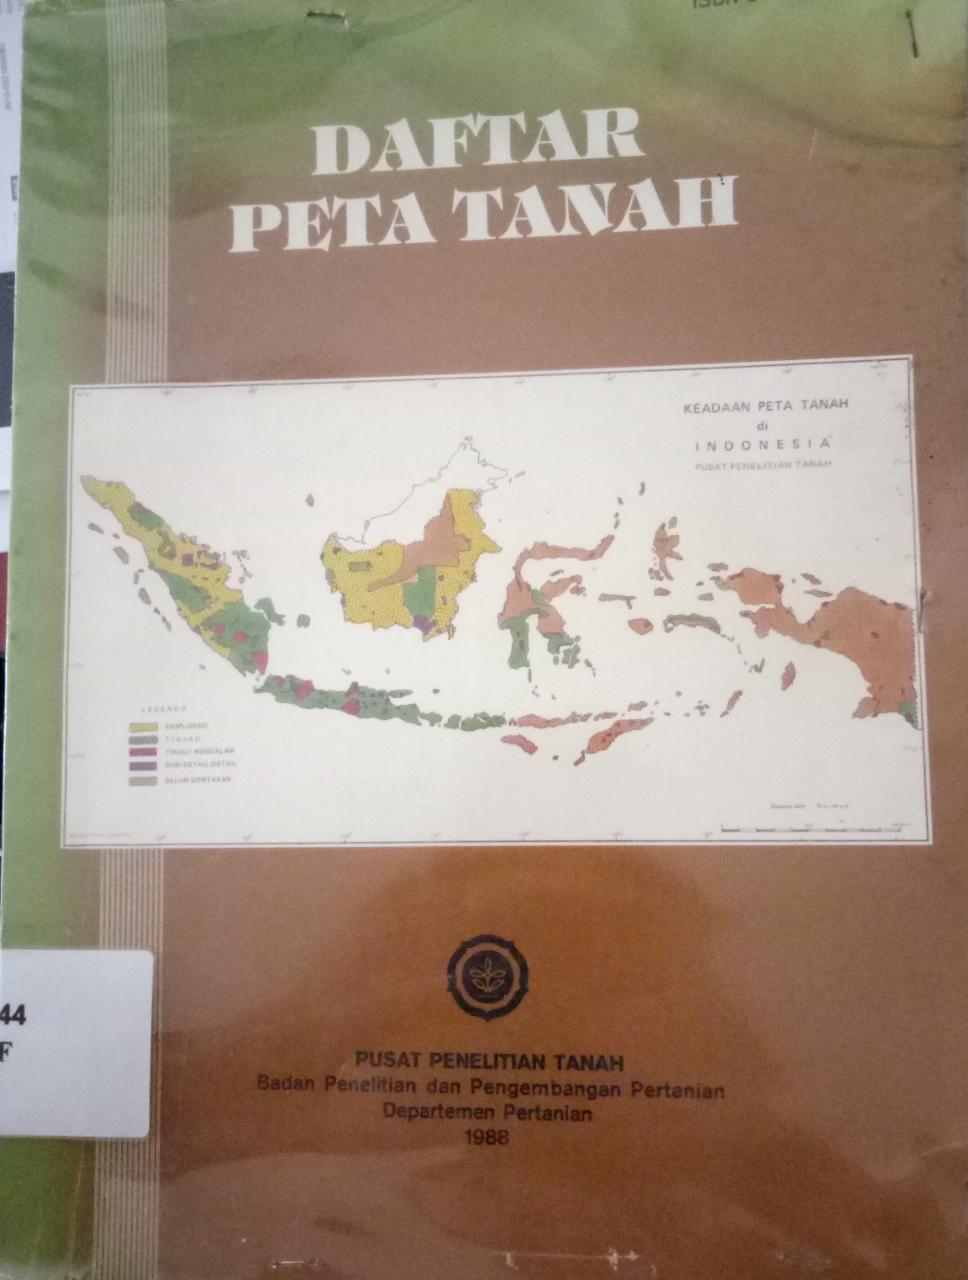 ISBN
DAFTAR
PETA TANAH
KEADAAN PETA TANAH
di
INDONESIA
PUSAT PENELITIAN TANAH
LEGENDA
EKSPLORASI
TINJAU
TINJAU MENDALAM
SEMI DETAIL/DETAIL
BELUM DIPETAKAN
44
F
PUSAT PENELITIAN TANAH
Badan Penelitian dan Pengembangan Pertanian
Departemen Pertanian
1988